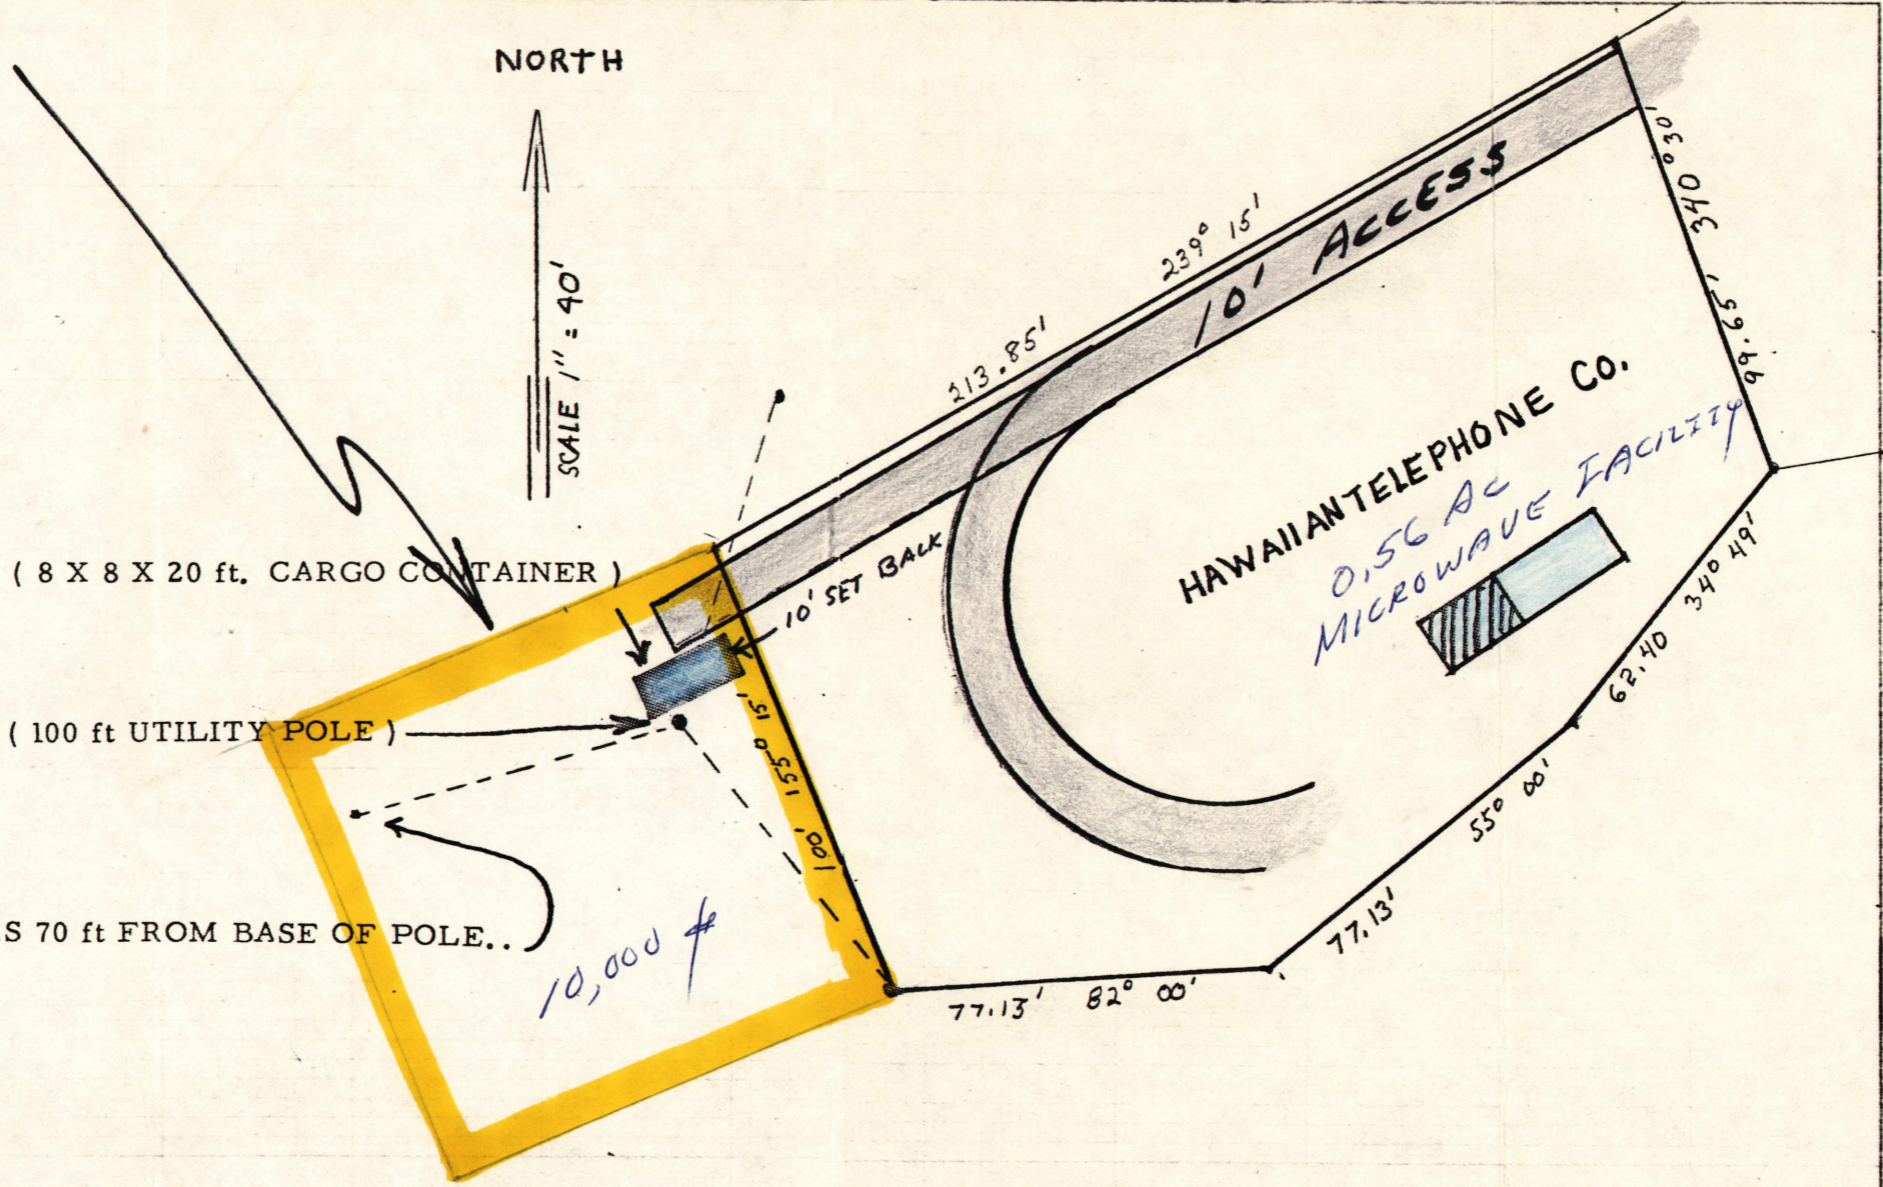 NORTH
SCALE 1" = 40'
239° 15'
213.85'
10' ACCESS
340° 30'
99.65'
HAWAIIAN TELEPHONE CO.
0.56 AC
MICROWAVE FACILITY
( 8 X 8 X 20 ft. CARGO CONTAINER )
10' SET BACK
( 100 ft UTILITY Pole )
155° 15'
100'
34° 49'
62.40
55° 00'
77.13'
S 70 ft FROM BASE OF POLE..
10,000 #
77.13' 82° 00'